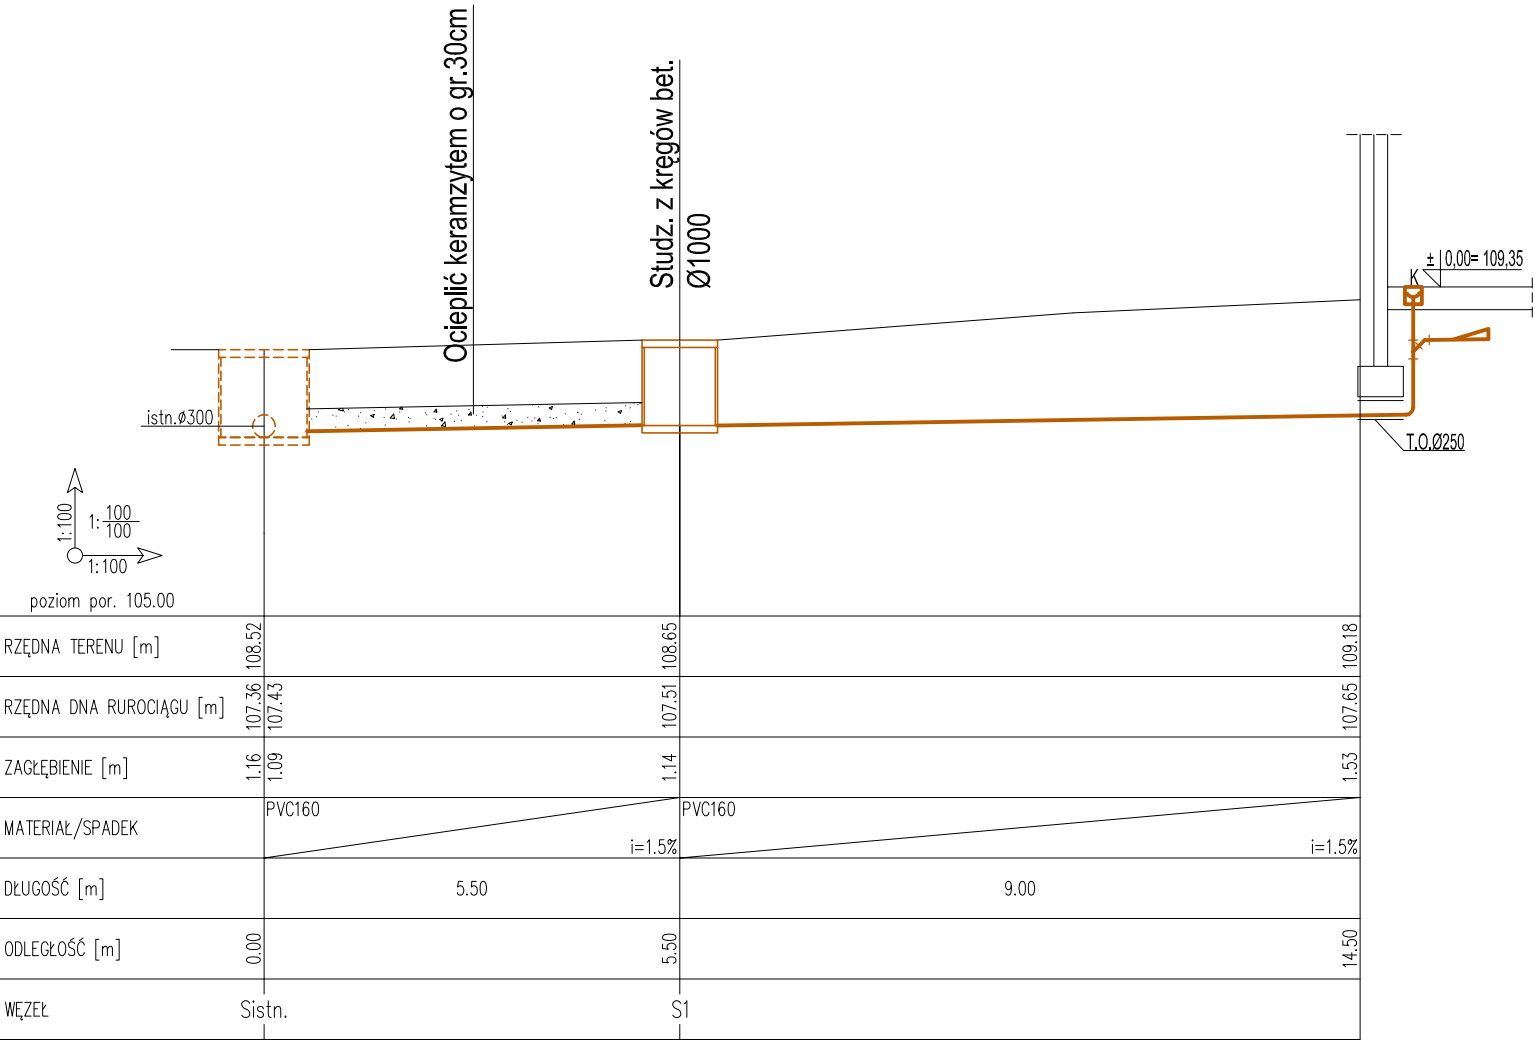 Ocieplić keramzytem o gr.30cm
Studz. z kręgów bet.
Ø1000
± 0,00= 109,35
K
istn.ø300
T.O.Ø250
1:100
1: 100
100
1:100
poziom por. 105.00
RZĘDNA TERENU [m] 108.52 108.65 109.18
RZĘDNA DNA RUROCIĄGU [m] 107.36 107.43 107.51 107.65
ZAGŁĘBIENIE [m] 1.16 1.09 1.14 1.53
MATERIAŁ/SPADEK PVC160 i=1.5% PVC160 i=1.5%
DŁUGOŚĆ [m] 5.50 9.00
ODLEGŁOŚĆ [m] 0.00 5.50 14.50
WĘZEŁ Sistn. S1